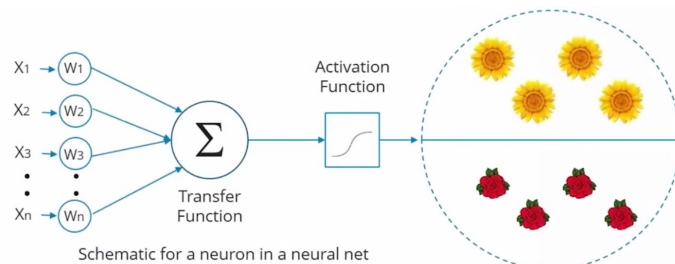 X1
W1
X2
W2
X3
W3
Xn
Wn
Σ
Transfer
Function
Activation
Function
Schematic for a neuron in a neural net